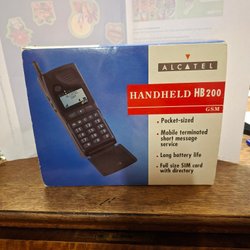 ALCATEL
HANDHELD HB200
GSM
• Pocket-sized
• Mobile terminated
short message
service
• Long battery life
• Full size SIM card
with directory